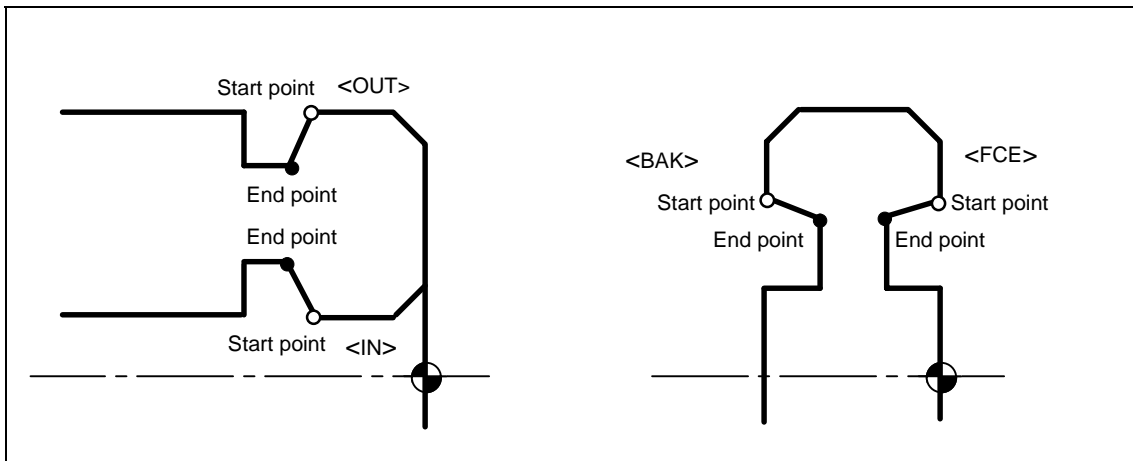 Start point <OUT>
End point
End point
Start point <IN>
<BAK> <FCE>
Start point Start point
End point End point